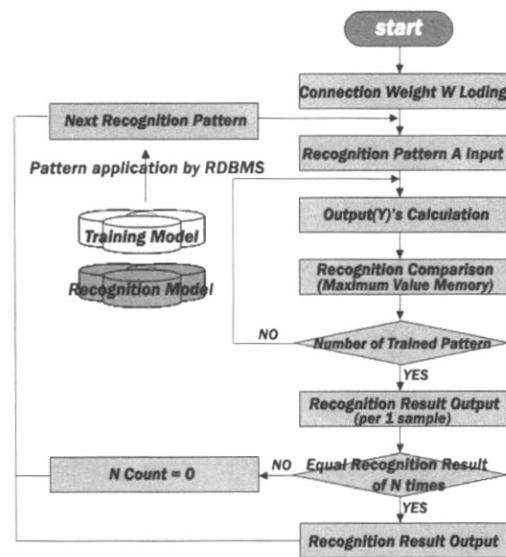 start
Connection Weight W Loding
Next Recognition Pattern
Recognition Pattern A Input
Pattern application by RDBMS
Output(Y)'s Calculation
Training Model
Recognition Comparison
(Maximum Value Memory)
Recognition Model
NO
Number of Trained Pattern
YES
Recognition Result Output
(per 1 sample)
N Count = 0
NO
Equal Recognition Result
of N times
YES
Recognition Result Output